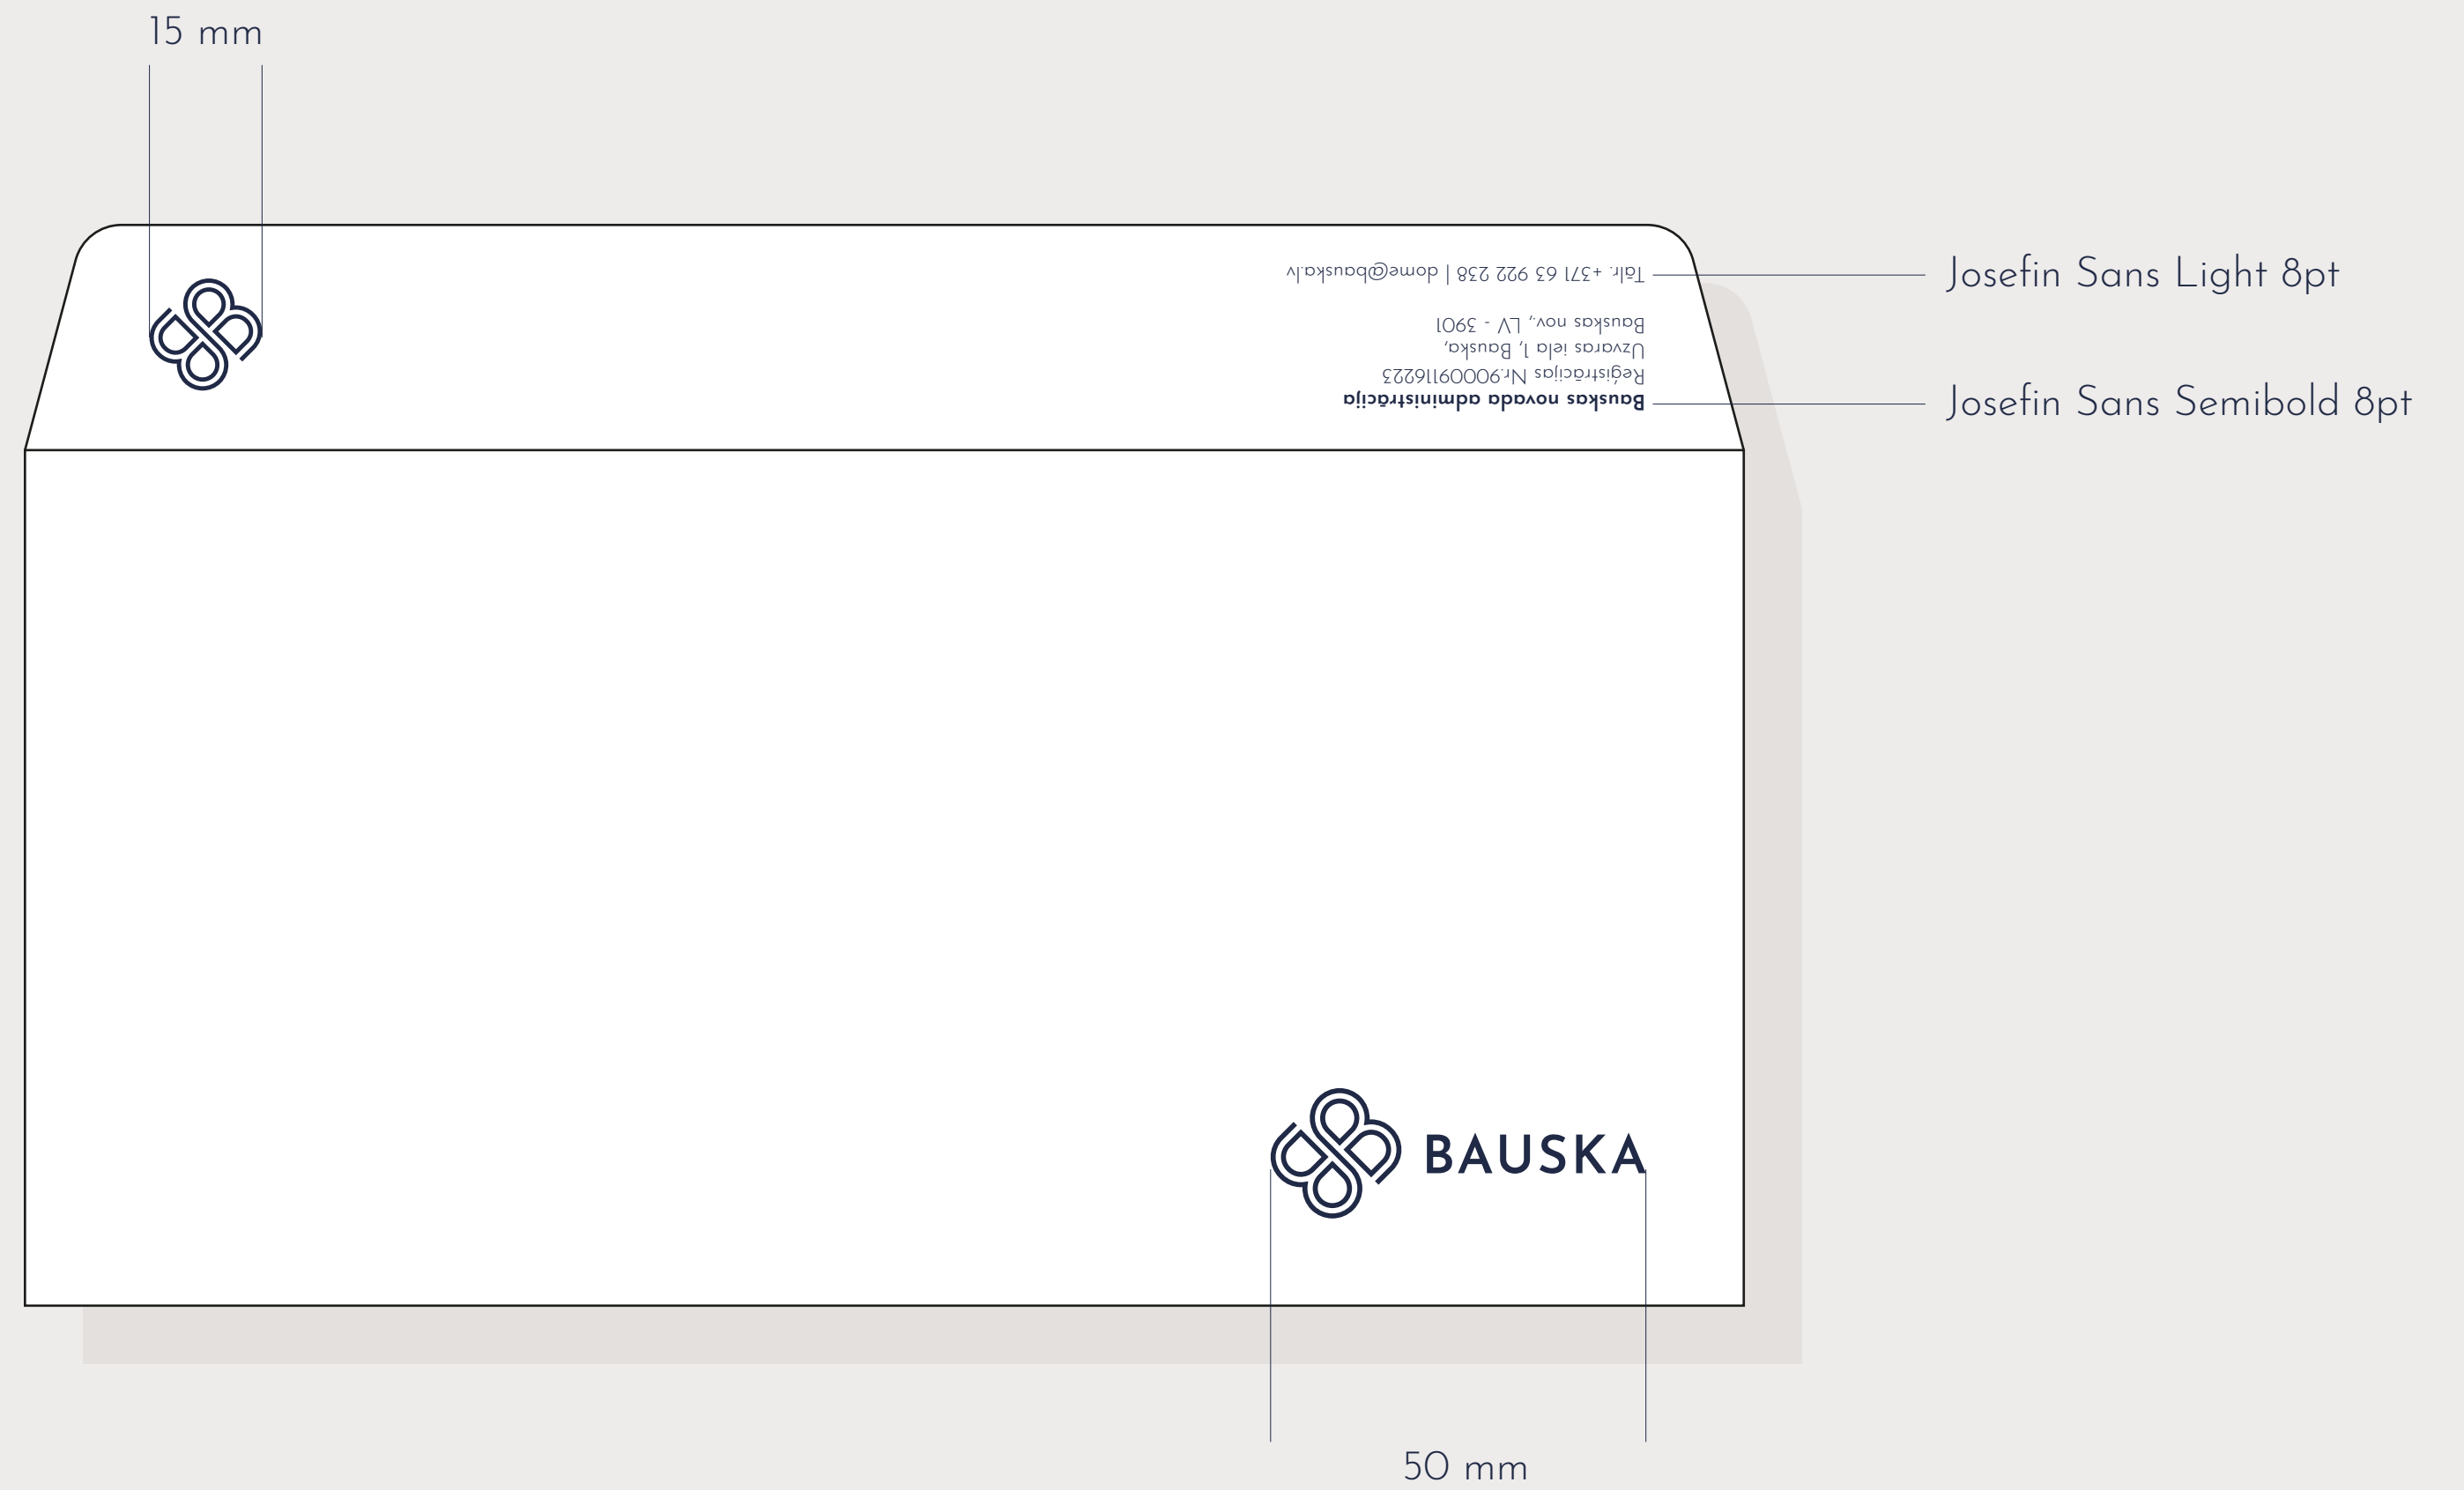 15 mm
Bauskas novada administrācija
Reģistrācijas Nr.90009116223
Uzvaras iela 1, Bauska,
Bauskas nov., LV - 3901
Tālr. +371 63 922 238 | dome@bauska.lv
Josefin Sans Light 8pt
Josefin Sans Semibold 8pt
BAUSKA
50 mm